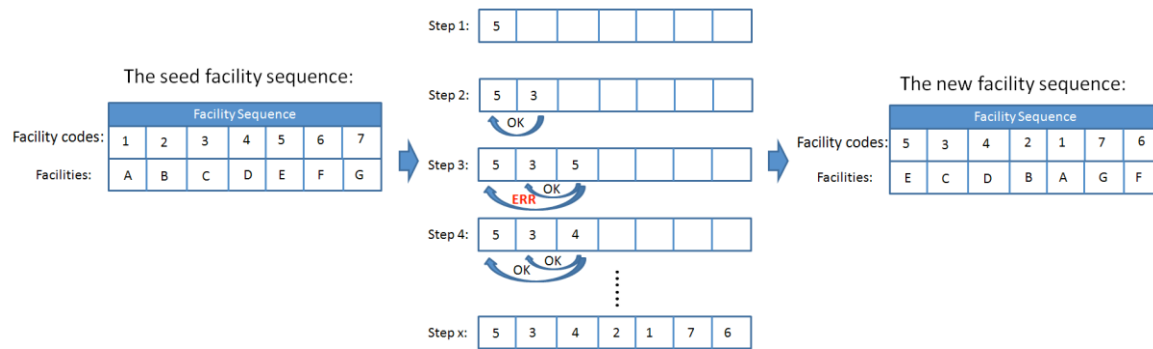 The seed facility sequence:
Facility Sequence
Facility codes: 1 2 3 4 5 6 7
Facilities: A B C D E F G
Step 1: 5
Step 2: 5 3
OK
Step 3: 5 3 5
OK
ERR
Step 4: 5 3 4
OK
OK
Step x: 5 3 4 2 1 7 6
The new facility sequence:
Facility Sequence
Facility codes: 5 3 4 2 1 7 6
Facilities: E C D B A G F